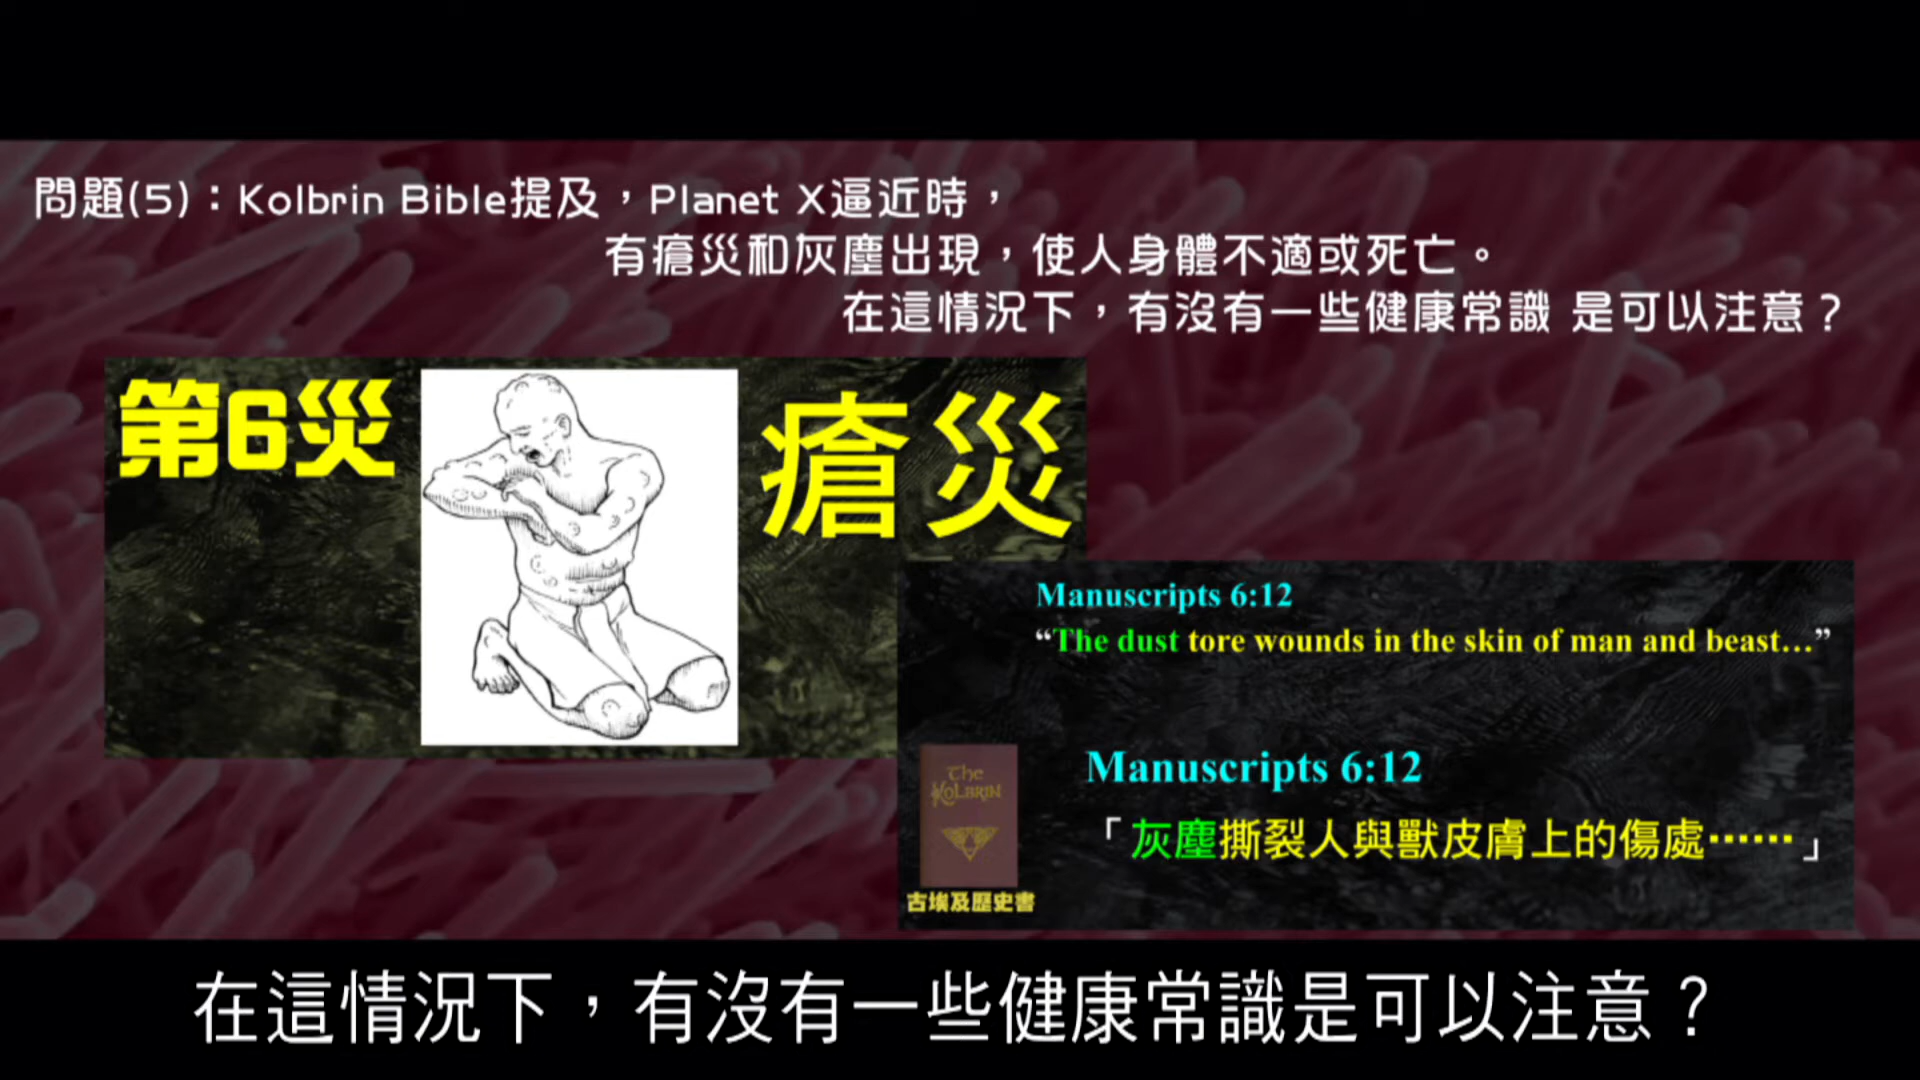 問題(5)：Kolbrin Bible提及，Planet X逼近時，
有瘡災和灰塵出現，使人身體不適或死亡。
在這情況下，有沒有一些健康常識 是可以注意？
第6災
瘡災
Manuscripts 6:12
“The dust tore wounds in the skin of man and beast...”
The
KOLBRIN
Manuscripts 6:12
「灰塵撕裂人與獸皮膚上的傷處⋯⋯」
古埃及歷史書
在這情況下，有沒有一些健康常識是可以注意？